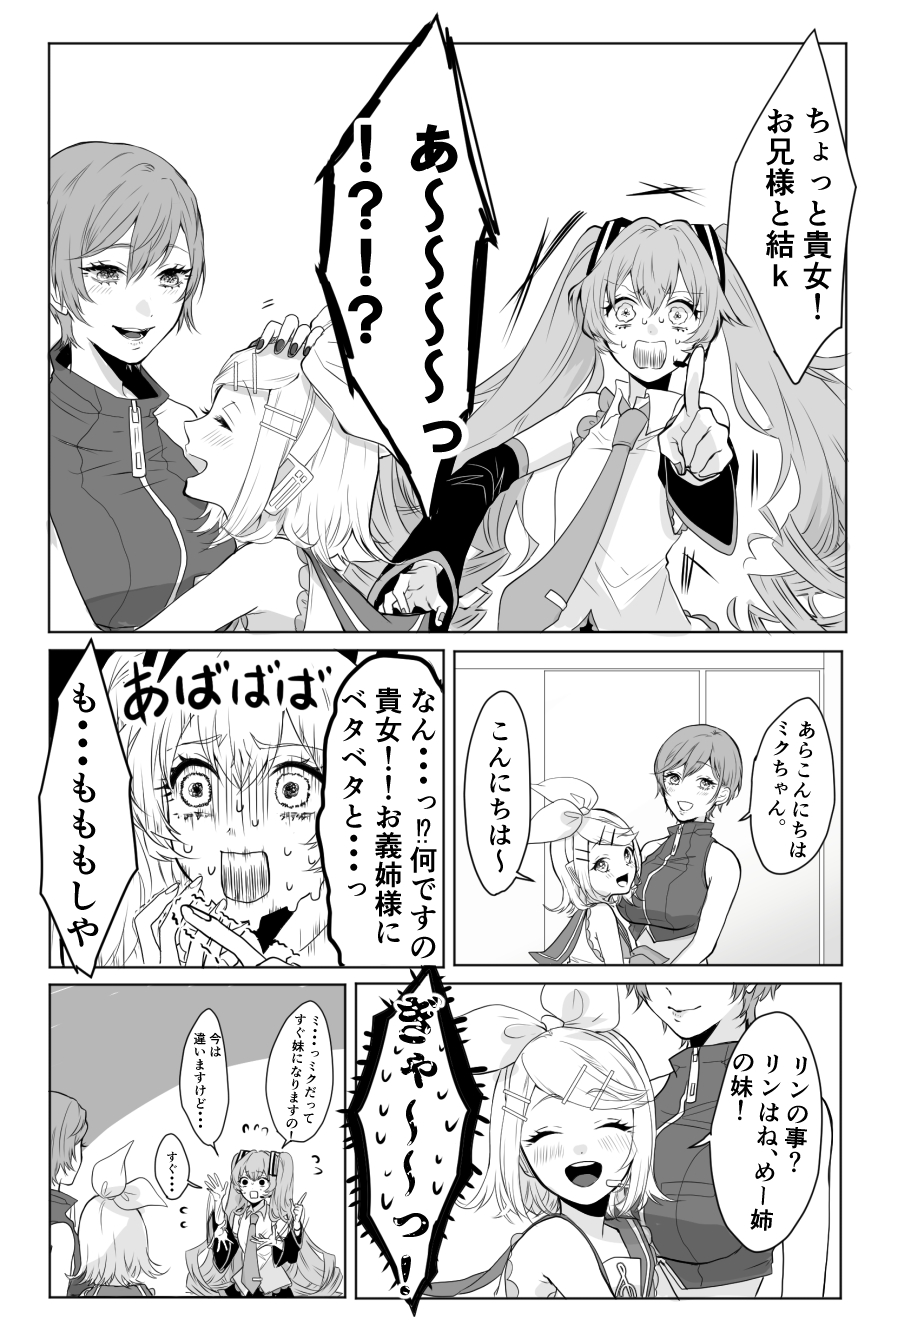 ちょっと貴女!
お兄様と結k
あ～～～～～っ
!?!?
あらこんにちは
ミクちゃん。
こんにちは～
なん・・・っ!?何ですの
貴女!!お義姉様に
ベタベタと・・・っ
あばばば
も・・・もももしや
リンの事?
リンはね、めー姉
の妹!
ぎゃ～～～っ!
ミ・・・っミクだって
すぐ妹になりますの!
今は
違いますけど・・・
すぐ・・・